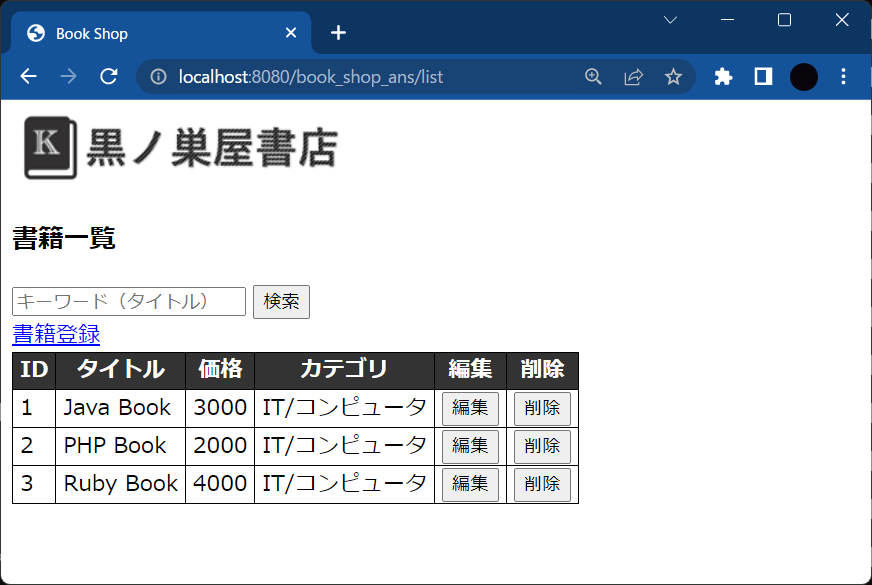 Book Shop
localhost:8080/book_shop_ans/list
K 黒ノ巣屋書店
書籍一覧
キーワード（タイトル） 検索
書籍登録
ID タイトル 価格 カテゴリ 編集 削除
1 Java Book 3000 IT/コンピュータ 編集 削除
2 PHP Book 2000 IT/コンピュータ 編集 削除
3 Ruby Book 4000 IT/コンピュータ 編集 削除